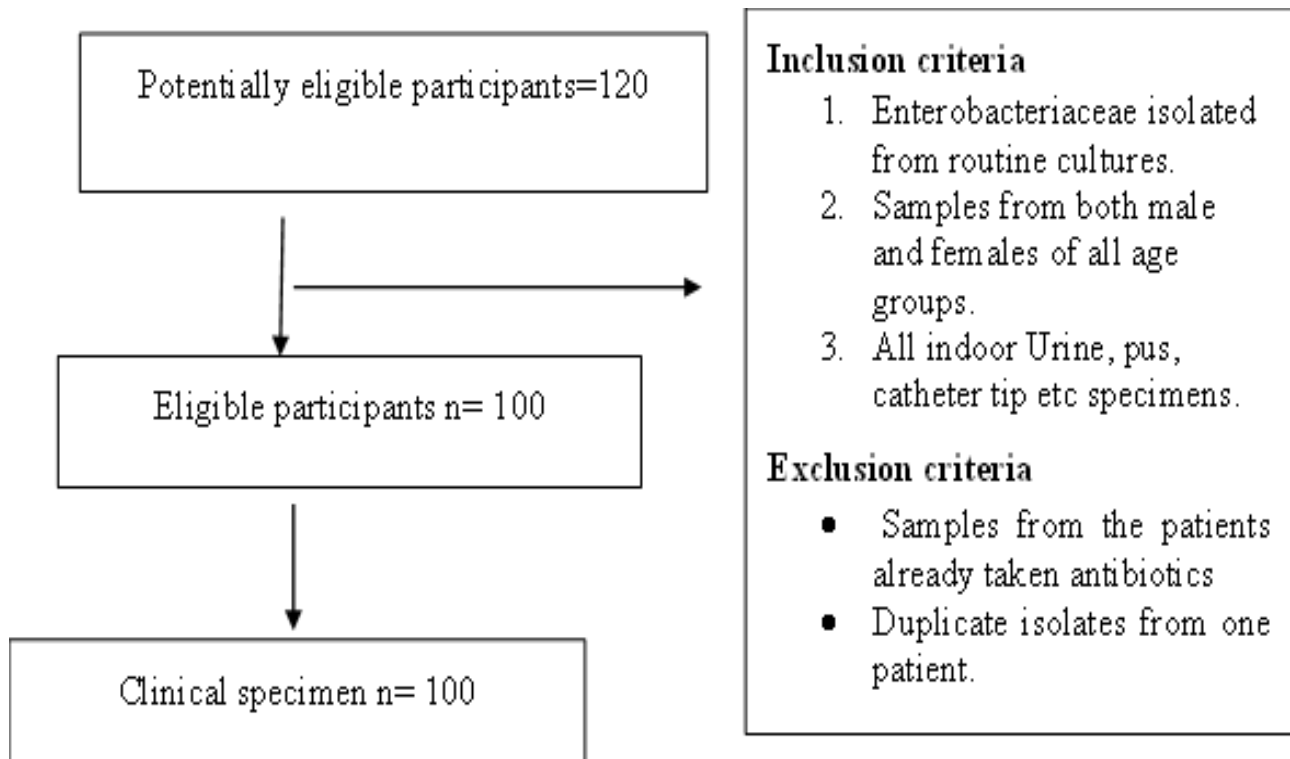 Potentially eligible participants=120
Eligible participants n= 100
Clinical specimen n= 100
Inclusion criteria
1. Enterobacteriaceae isolated
from routine cultures.
2. Samples from both male
and females of all age
groups.
3. All indoor Urine, pus,
catheter tip etc specimens.
Exclusion criteria
● Samples from the patients
already taken antibiotics
● Duplicate isolates from one
patient.